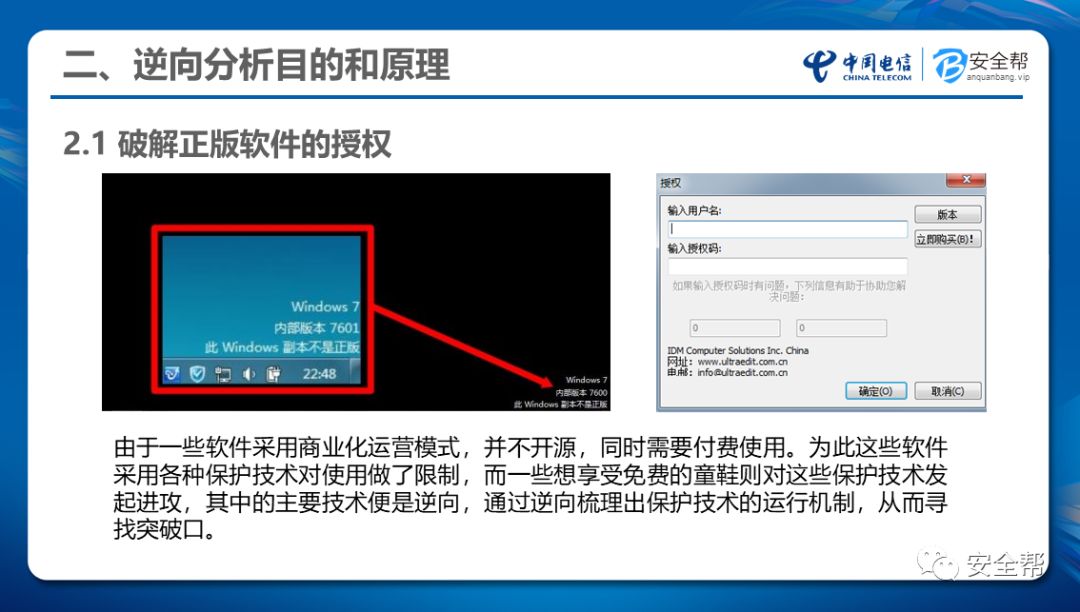 二、逆向分析目的和原理
中国电信
CHINA TELECOM
安全帮
anquanbang.vip
2.1 破解正版软件的授权
Windows 7
内部版本 7601
此 Windows 副本不是正版
22:48
Windows 7
内部版本 7600
此 Windows 副本不是正版
授权
输入用户名:
版本
立即购买(B)!
输入授权码:
如果输入授权码时有问题，下列信息有助于协助您解
决问题:
0
0
IDM Computer Solutions Inc. China
网址: www.ultraedit.com.cn
电邮: info@ultraedit.com.cn
确定(O)
取消(C)
由于一些软件采用商业化运营模式，并不开源，同时需要付费使用。为此这些软件
采用各种保护技术对使用做了限制，而一些想享受免费的童鞋则对这些保护技术发
起进攻，其中的主要技术便是逆向，通过逆向梳理出保护技术的运行机制，从而寻
找突破口。
安全帮